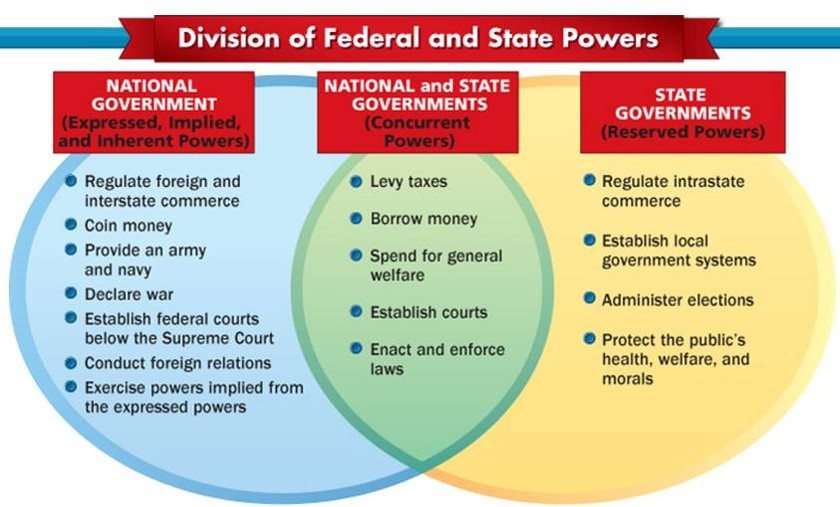 Division of Federal and State Powers
NATIONAL
GOVERNMENT
(Expressed, Implied,
and Inherent Powers)
Regulate foreign and
interstate commerce
Coin money
Provide an army
and navy
Declare war
Establish federal courts
below the Supreme Court
Conduct foreign relations
Exercise powers implied from
the expressed powers
NATIONAL and STATE
GOVERNMENTS
(Concurrent
Powers)
Levy taxes
Borrow money
Spend for general
welfare
Establish courts
Enact and enforce
laws
STATE
GOVERNMENTS
(Reserved Powers)
Regulate intrastate
commerce
Establish local
government systems
Administer elections
Protect the public's
health, welfare, and
morals